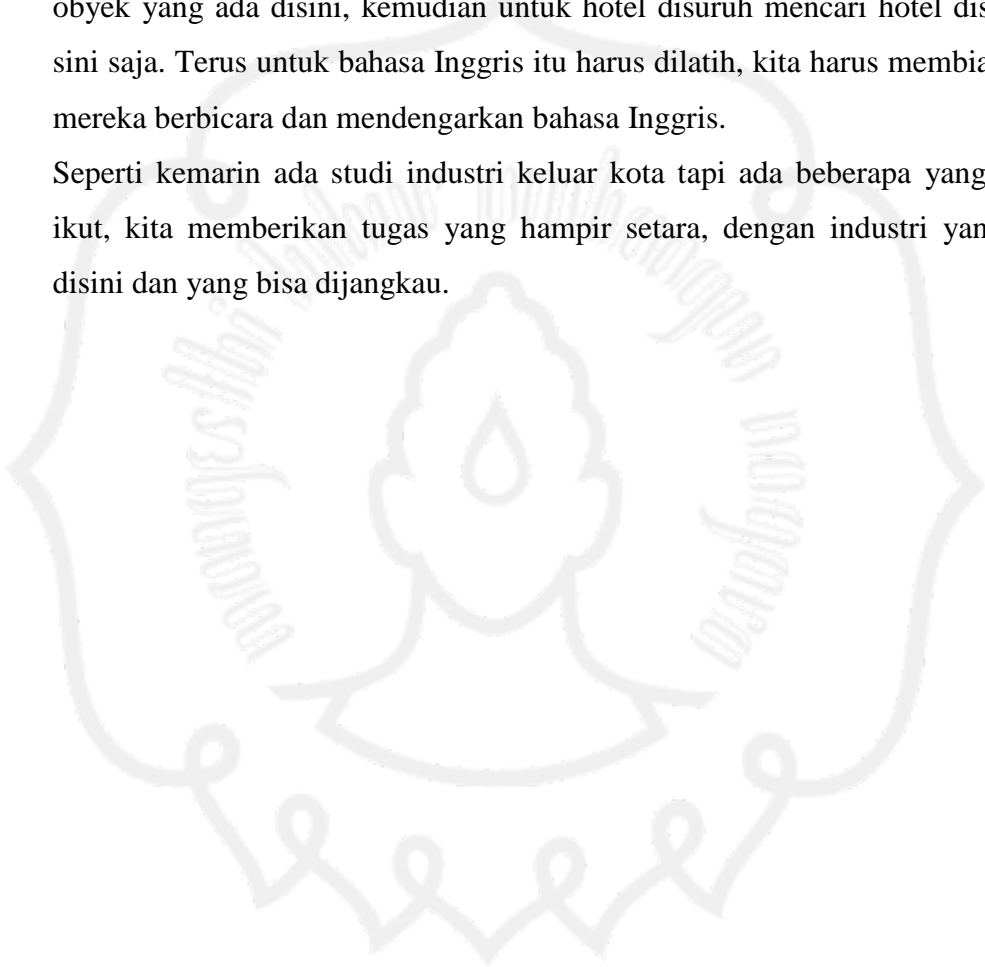 obyek yang ada disini, kemudian untuk hotel disuruh mencari hotel dis
sini saja. Terus untuk bahasa Inggris itu harus dilatih, kita harus membia
mereka berbicara dan mendengarkan bahasa Inggris.
Seperti kemarin ada studi industri keluar kota tapi ada beberapa yang
ikut, kita memberikan tugas yang hampir setara, dengan industri yan
disini dan yang bisa dijangkau.